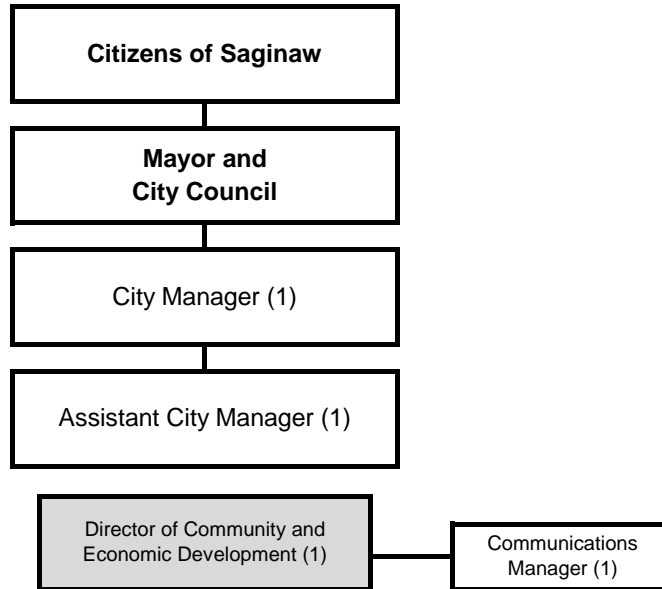 Citizens of Saginaw
Mayor and
City Council
City Manager (1)
Assistant City Manager (1)
Director of Community and
Economic Development (1)
Communications
Manager (1)